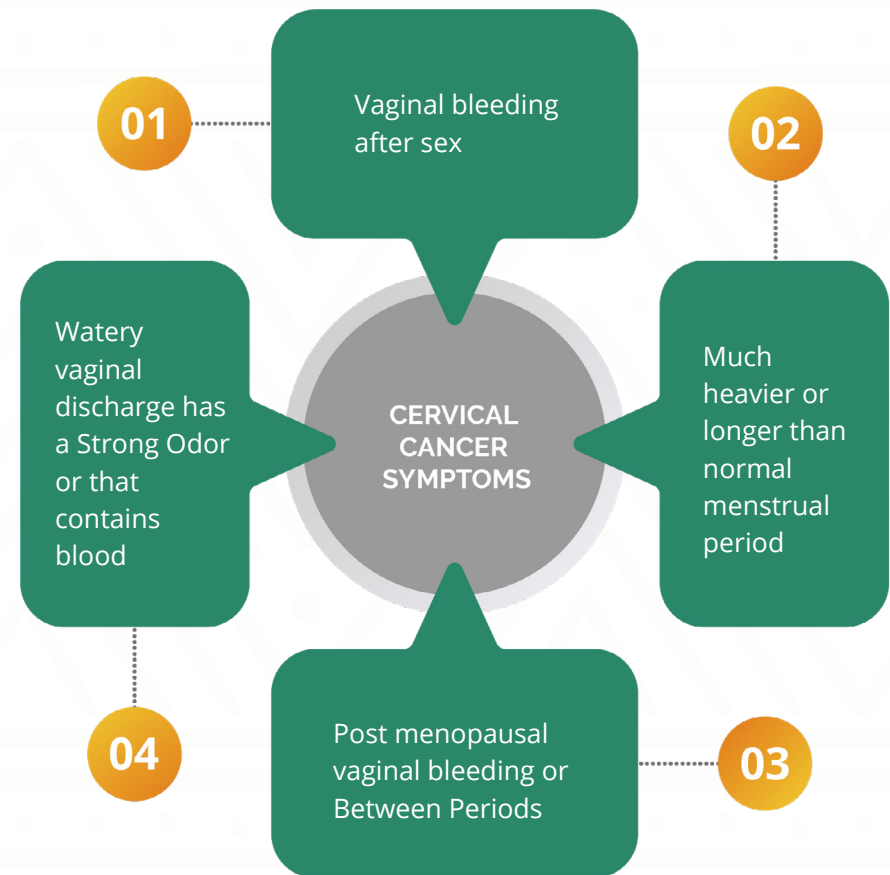 01
Vaginal bleeding
after sex
02
Much
heavier or
longer than
normal
menstrual
period
CERVICAL
CANCER
SYMPTOMS
03
Post menopausal
vaginal bleeding or
Between Periods
04
Watery
vaginal
discharge has
a Strong Odor
or that
contains
blood